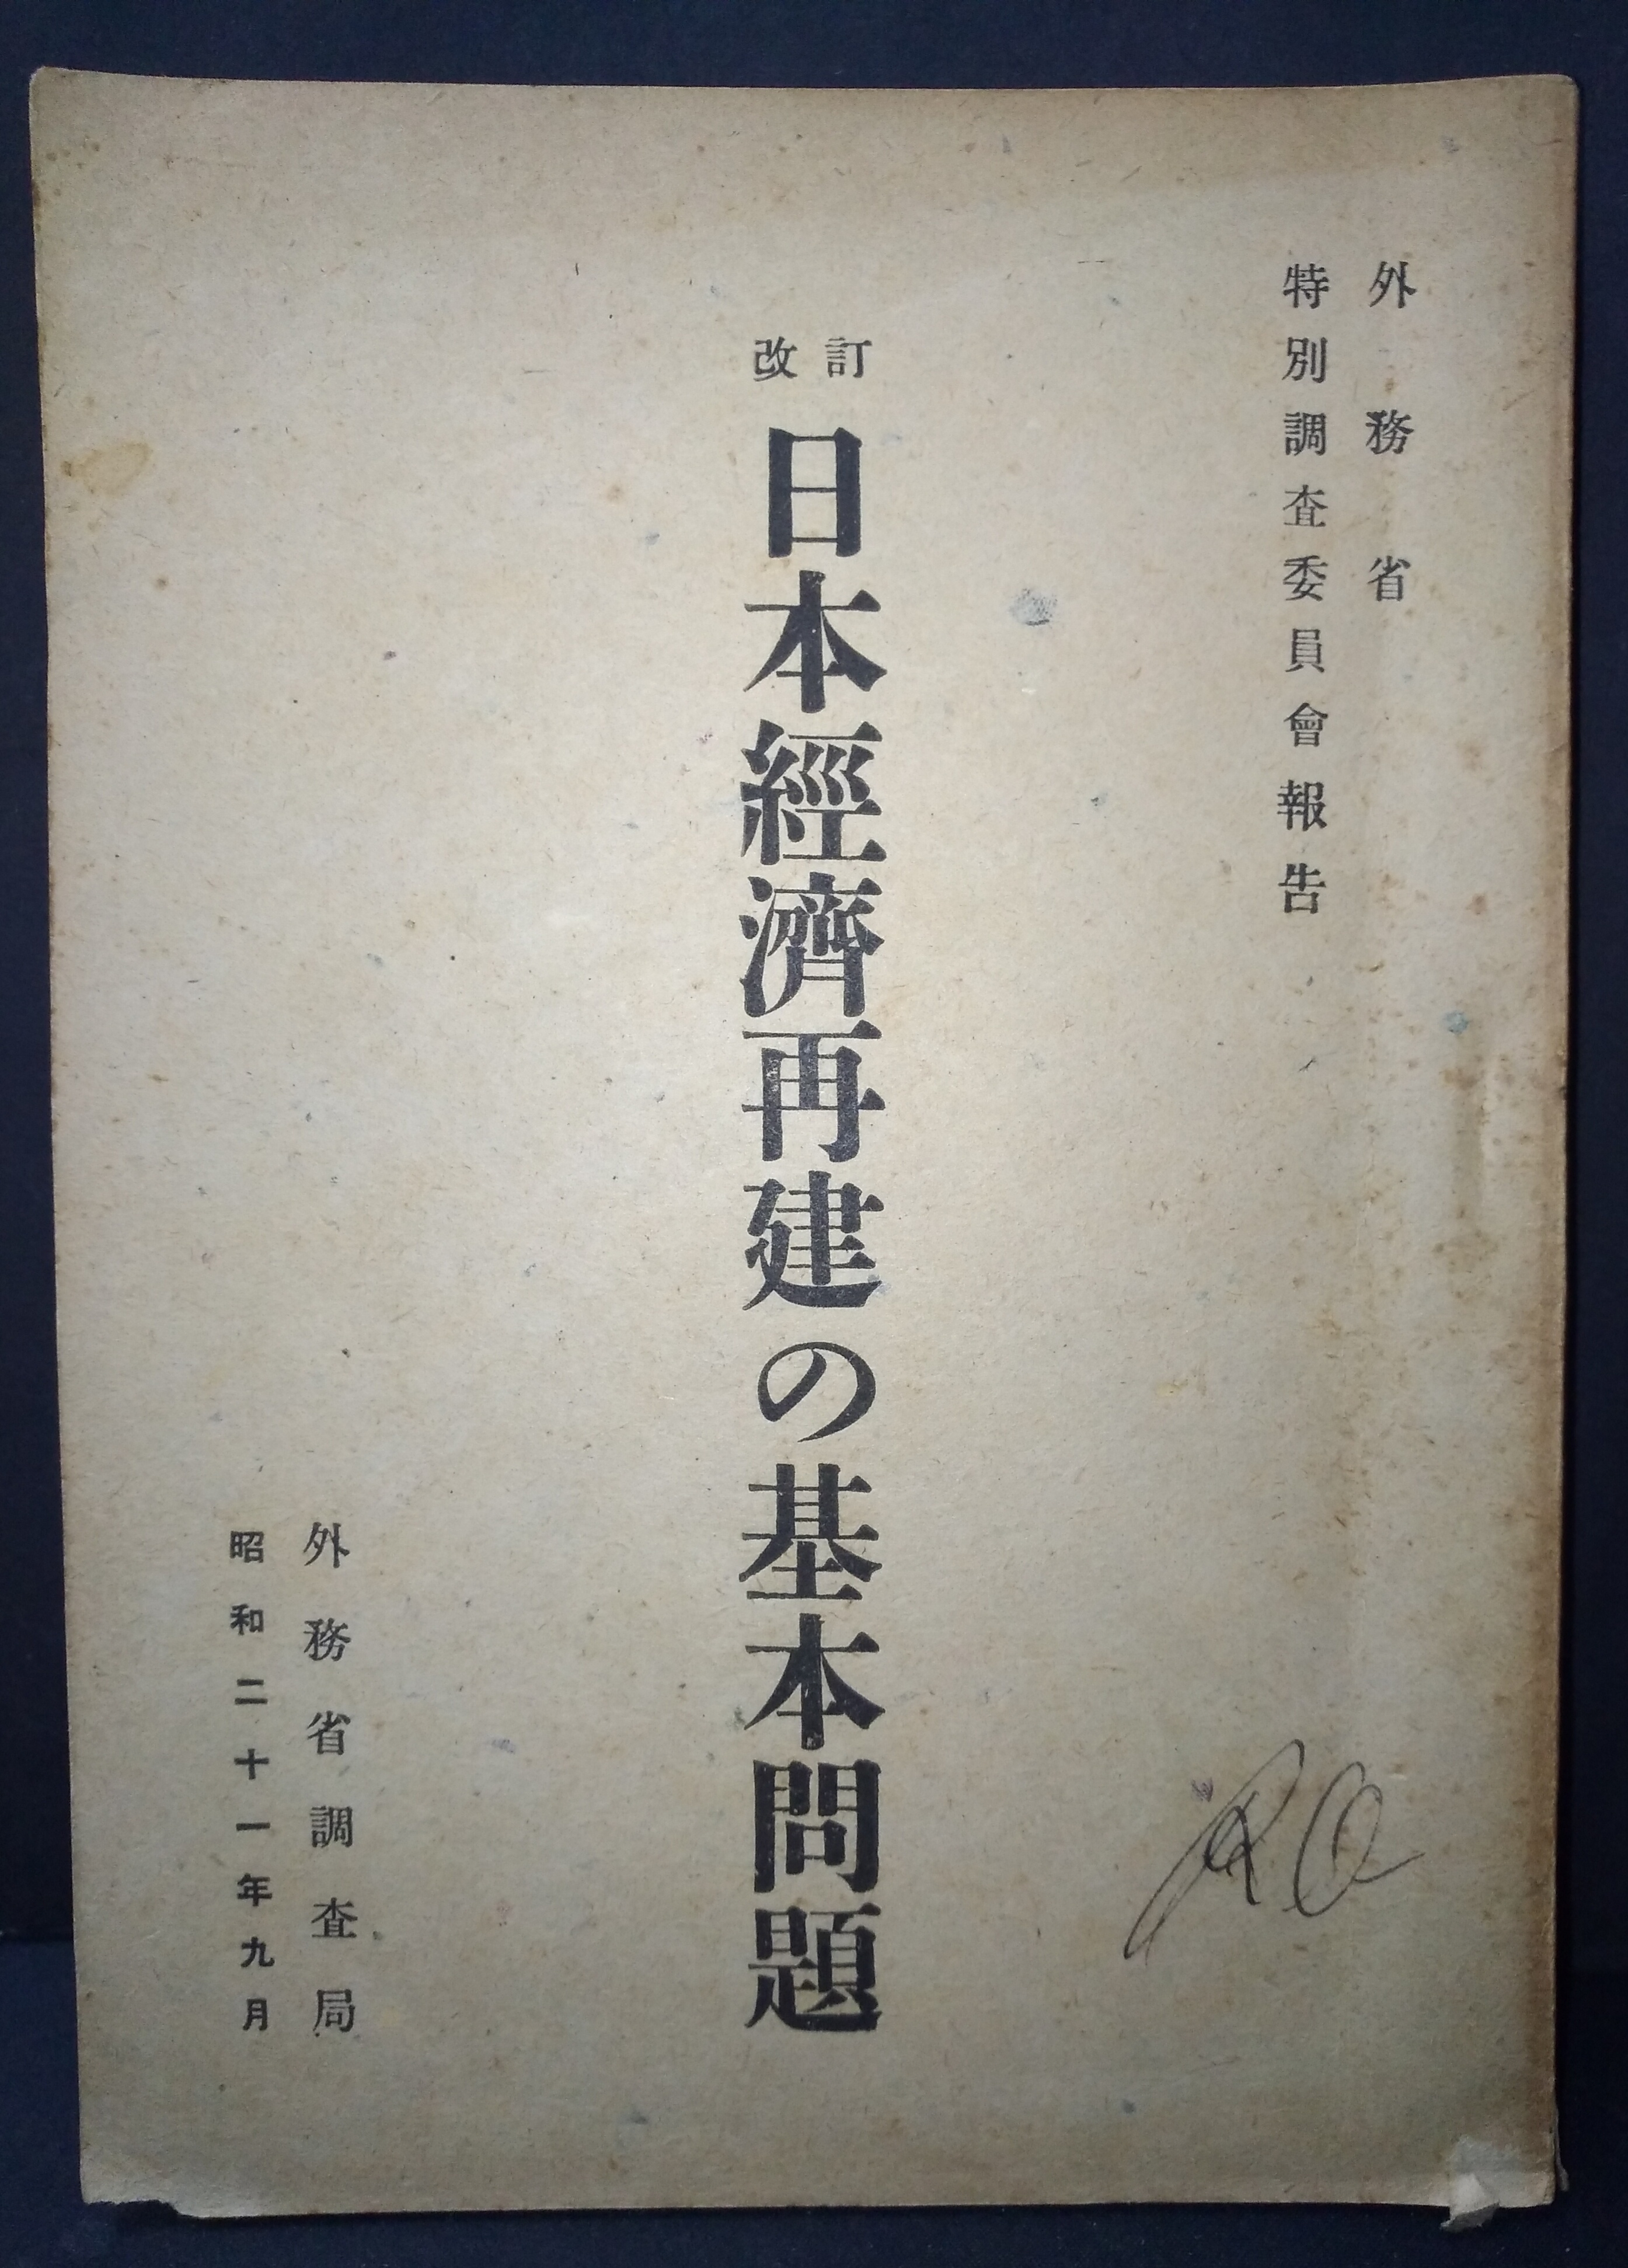 外務省
特別調査委員會報告
改訂
日本經濟再建の基本問題
外務省調査局
昭和二十一年九月